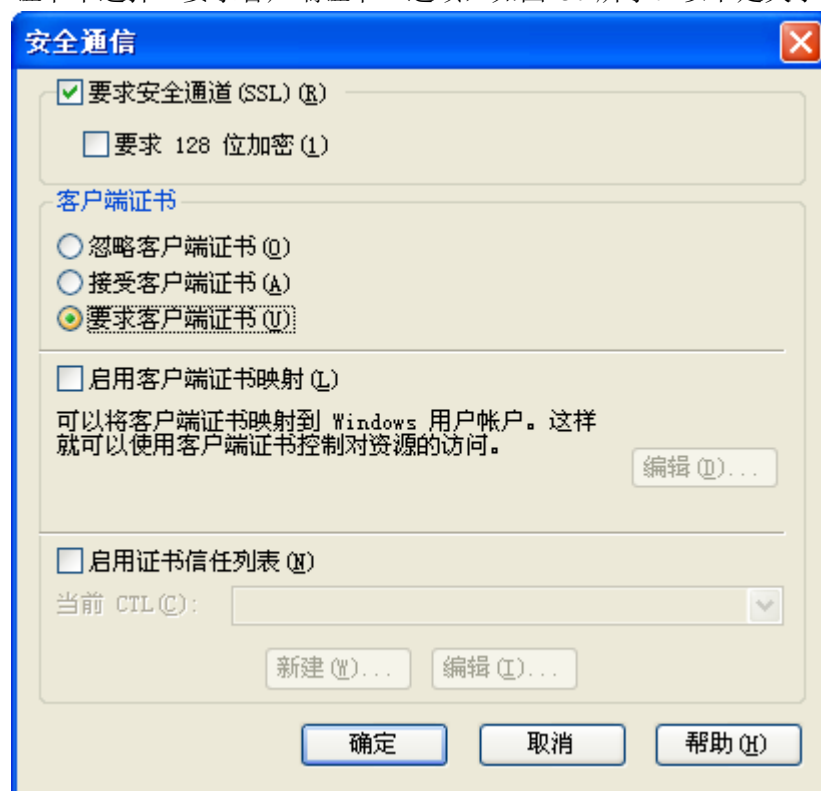 安全通信
要求安全通道(SSL)(R)
要求 128 位加密(1)
客户端证书
忽略客户端证书(O)
接受客户端证书(A)
要求客户端证书(U)
启用客户端证书映射(L)
可以将客户端证书映射到 Windows 用户帐户。这样
就可以使用客户端证书控制对资源的访问。
编辑(D)...
启用证书信任列表(N)
当前 CTL(C):
新建(W)...
编辑(I)...
确定
取消
帮助(H)